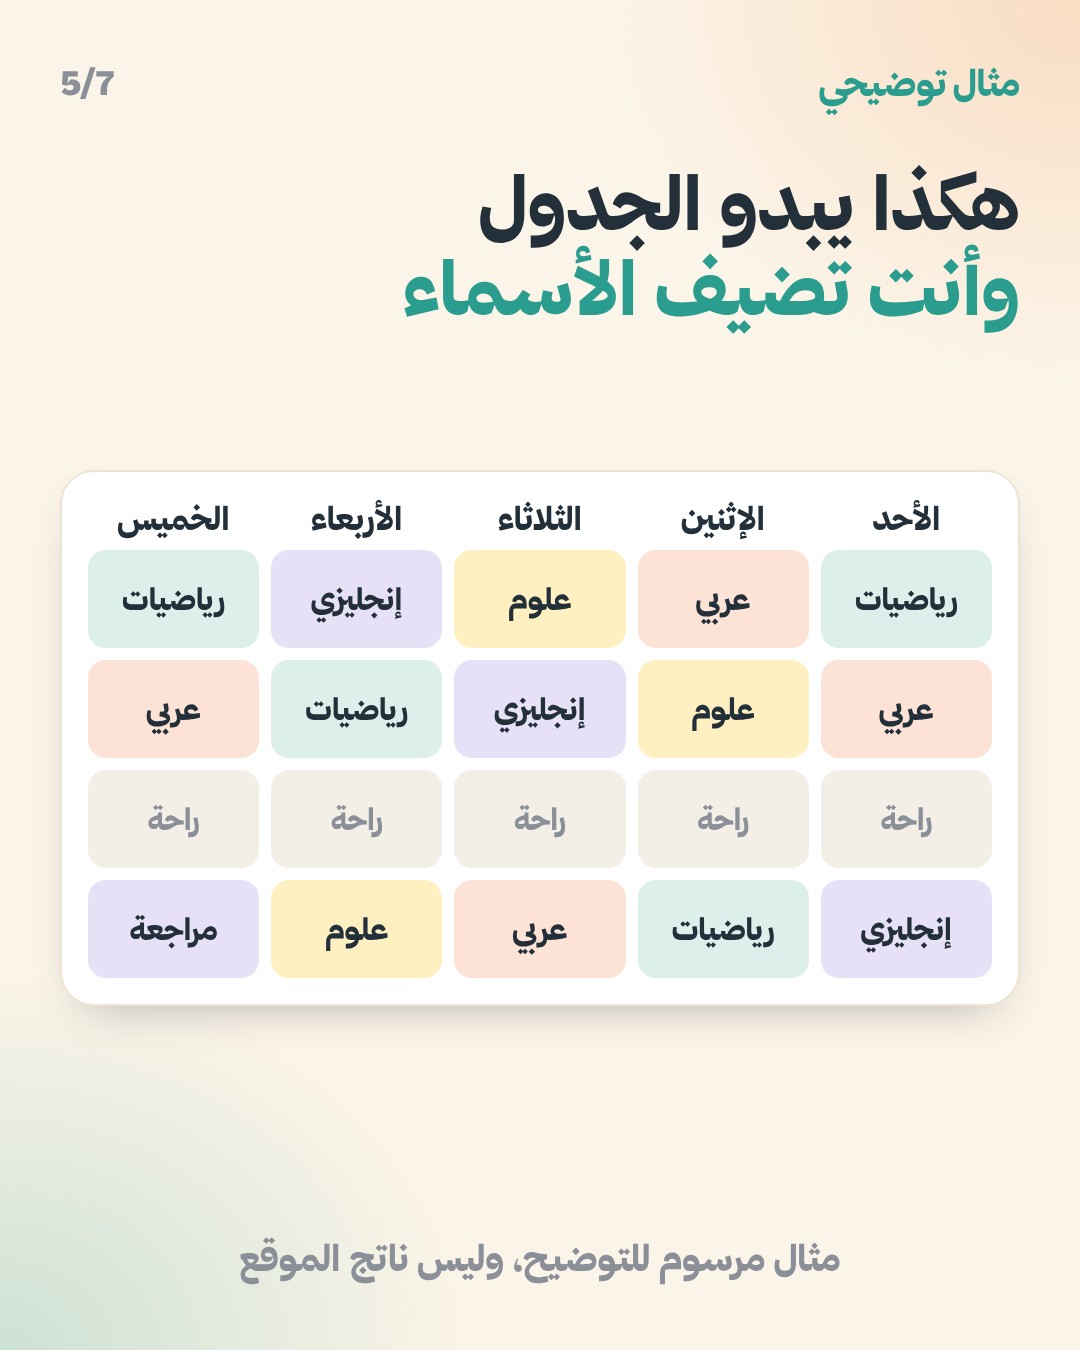 مثال توضيحي
5/7
هكذا يبدو الجدول
وأنت تضيف الأسماء
الأحد الإثنين الثلاثاء الأربعاء الخميس
رياضيات عربي علوم إنجليزي رياضيات
عربي علوم إنجليزي رياضيات عربي
راحة راحة راحة راحة راحة
إنجليزي رياضيات عربي علوم مراجعة
مثال مرسوم للتوضيح، وليس ناتج الموقع